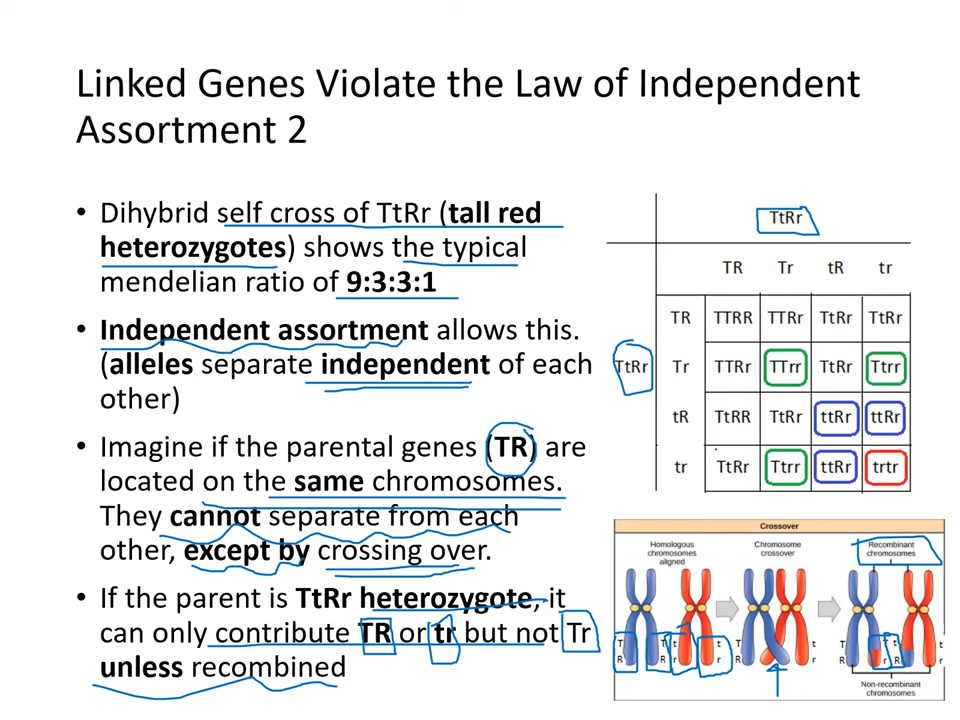 Linked Genes Violate the Law of Independent
Assortment 2
• Dihybrid self cross of TtRr (tall red
heterozygotes) shows the typical
mendelian ratio of 9:3:3:1
• Independent assortment allows this.
(alleles separate independent of each
other)
• Imagine if the parental genes (TR) are
located on the same chromosomes.
They cannot separate from each
other, except by crossing over.
• If the parent is TtRr heterozygote, it
can only contribute TR or tr but not Tr
unless recombined
TtRr
TR Tr tR tr
TR TTRR TTRr TtRr TtRr
TtRr Tr TTRr TTrr TtRr Ttrr
tR TtRR TtRr ttRr ttRr
tr TtRr Ttrr ttRr trtr
Crossover
Homologous
chromosomes
aligned
Chromosome
crossover
Recombinant
chromosomes
T T t t T t T t t
R R r r R r R r R r
Non-recombinant
chromosomes